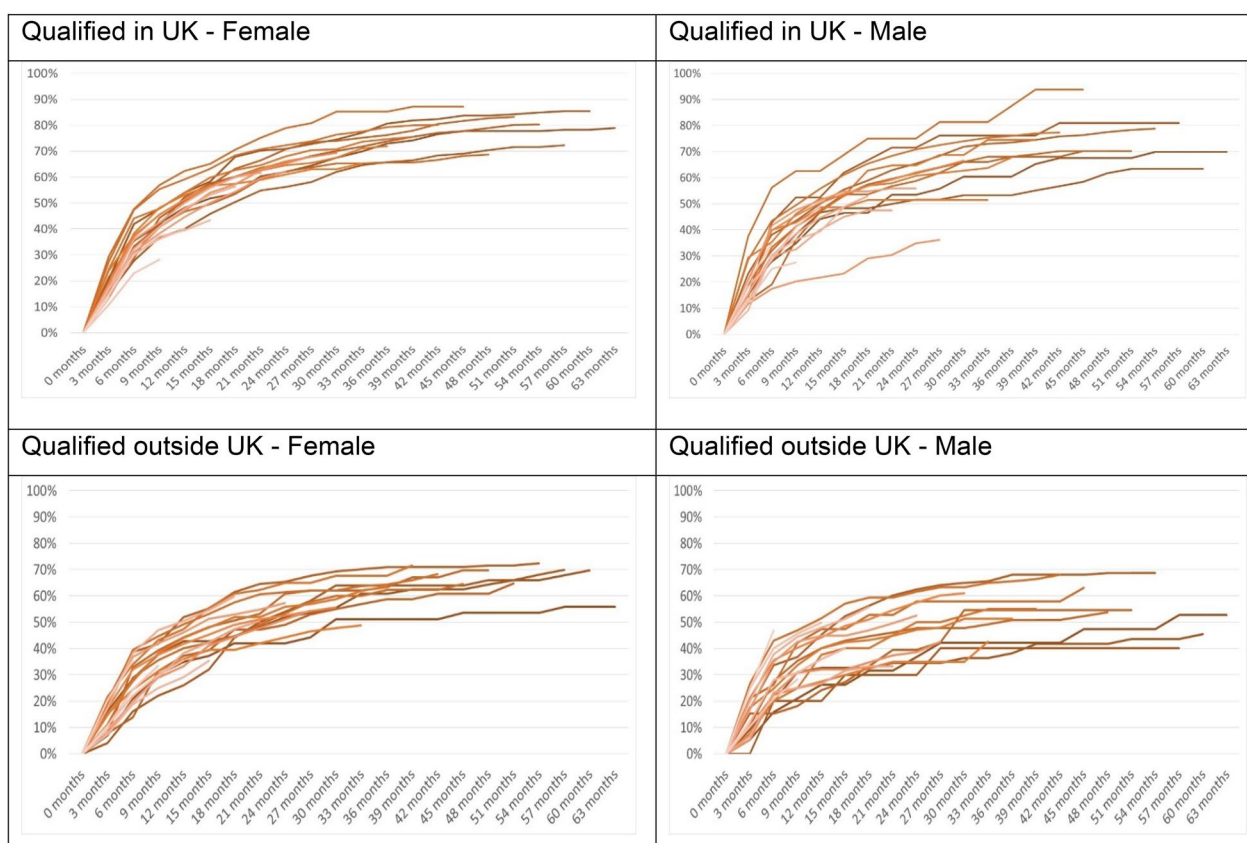 Qualified in UK - Female
100%
90%
80%
70%
60%
50%
40%
30%
20%
10%
0%
0 months
3 months
6 months
9 months
12 months
15 months
18 months
21 months
24 months
27 months
30 months
33 months
36 months
39 months
42 months
45 months
48 months
51 months
54 months
57 months
60 months
63 months
Qualified in UK - Male
100%
90%
80%
70%
60%
50%
40%
30%
20%
10%
0%
0 months
3 months
6 months
9 months
12 months
15 months
18 months
21 months
24 months
27 months
30 months
33 months
36 months
39 months
42 months
45 months
48 months
51 months
54 months
57 months
60 months
63 months
Qualified outside UK - Female
100%
90%
80%
70%
60%
50%
40%
30%
20%
10%
0%
0 months
3 months
6 months
9 months
12 months
15 months
18 months
21 months
24 months
27 months
30 months
33 months
36 months
39 months
42 months
45 months
48 months
51 months
54 months
57 months
60 months
63 months
Qualified outside UK - Male
100%
90%
80%
70%
60%
50%
40%
30%
20%
10%
0%
0 months
3 months
6 months
9 months
12 months
15 months
18 months
21 months
24 months
27 months
30 months
33 months
36 months
39 months
42 months
45 months
48 months
51 months
54 months
57 months
60 months
63 months